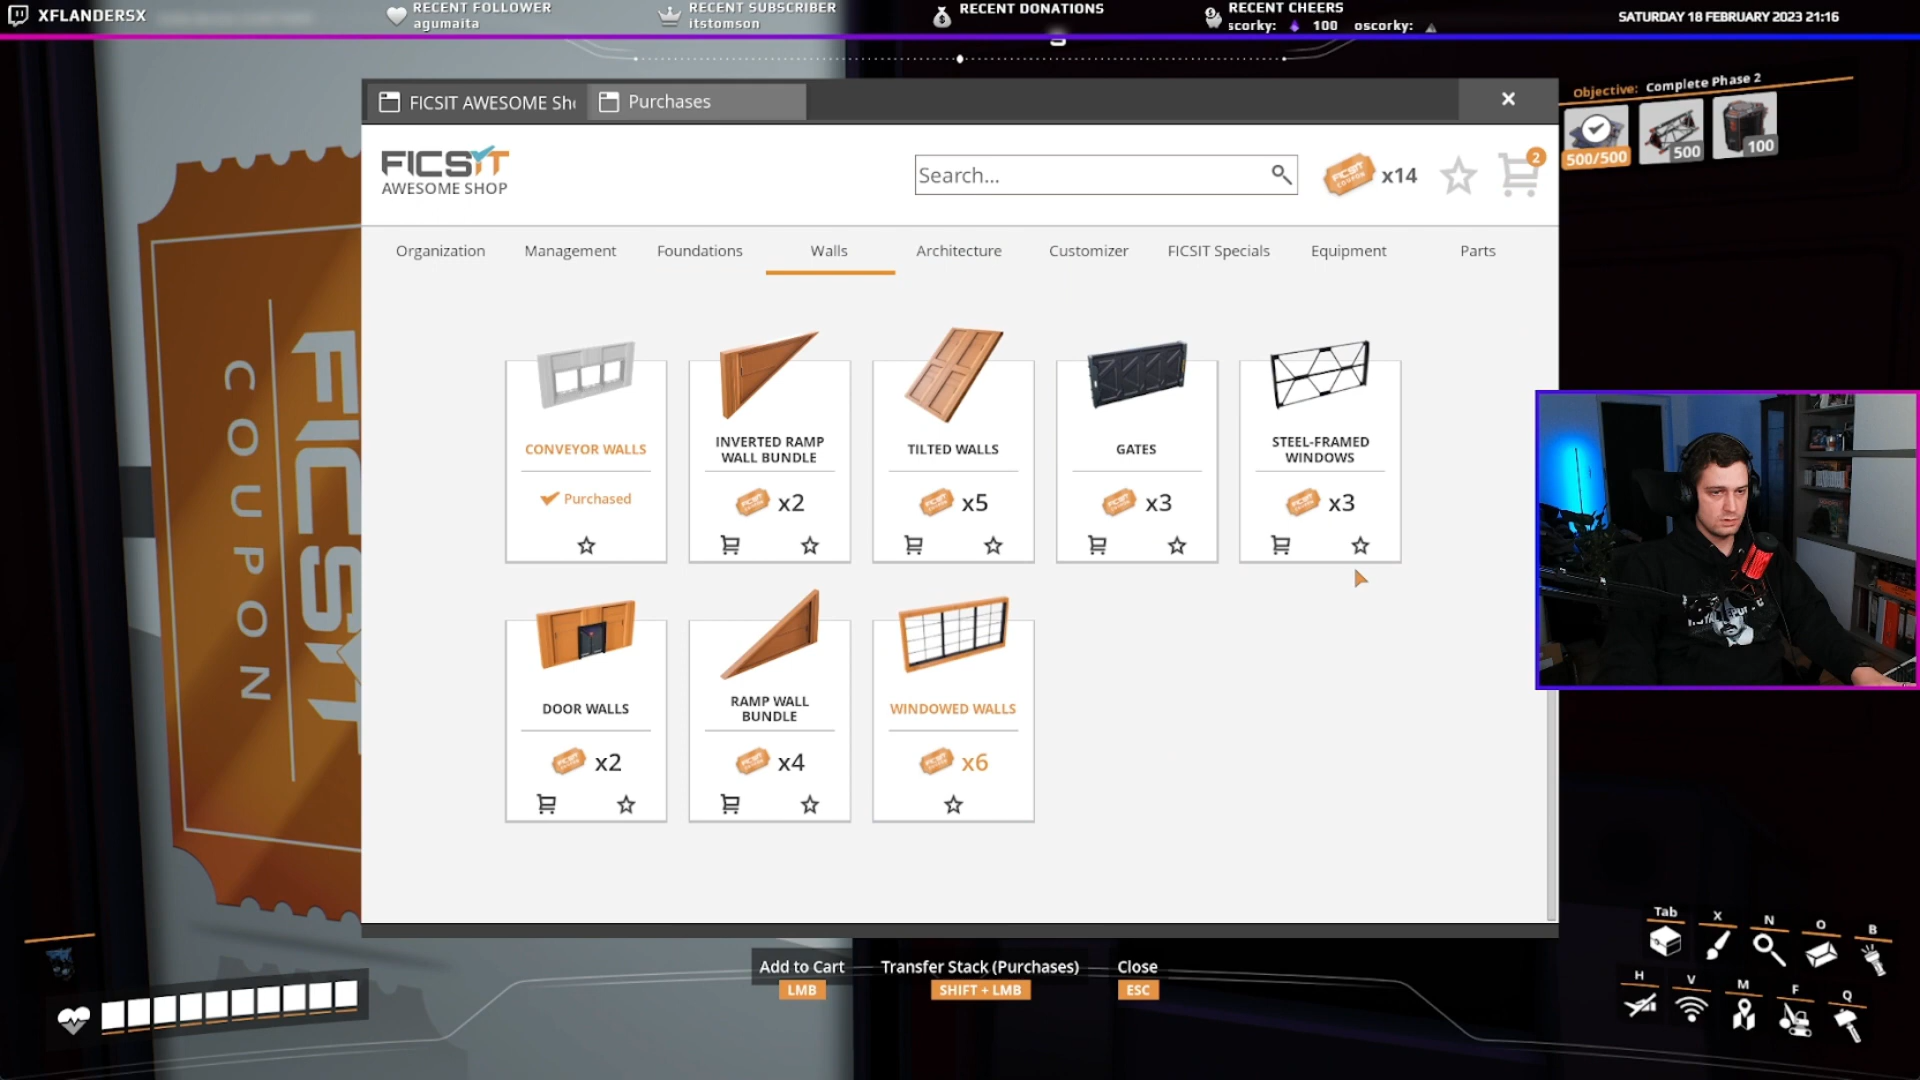 XFLANDERSX
RECENT FOLLOWER
agumaita
RECENT SUBSCRIBER
itstomson
RECENT DONATIONS
RECENT CHEERS
scorky: 100 oscorky:
SATURDAY 18 FEBRUARY 2023 21:16
Objective: Complete Phase 2
500/500
500
100
FICSIT AWESOME Sh
Purchases
FICSIT
AWESOME SHOP
Search...
x14
2
Organization
Management
Foundations
Walls
Architecture
Customizer
FICSIT Specials
Equipment
Parts
CONVEYOR WALLS
Purchased
INVERTED RAMP
WALL BUNDLE
x2
TILTED WALLS
x5
GATES
x3
STEEL-FRAMED
WINDOWS
x3
DOOR WALLS
x2
RAMP WALL
BUNDLE
x4
WINDOWED WALLS
x6
COUPON
FICSIT
Add to Cart
LMB
Transfer Stack (Purchases)
SHIFT + LMB
Close
ESC
Tab
X
N
O
B
H
V
M
F
Q